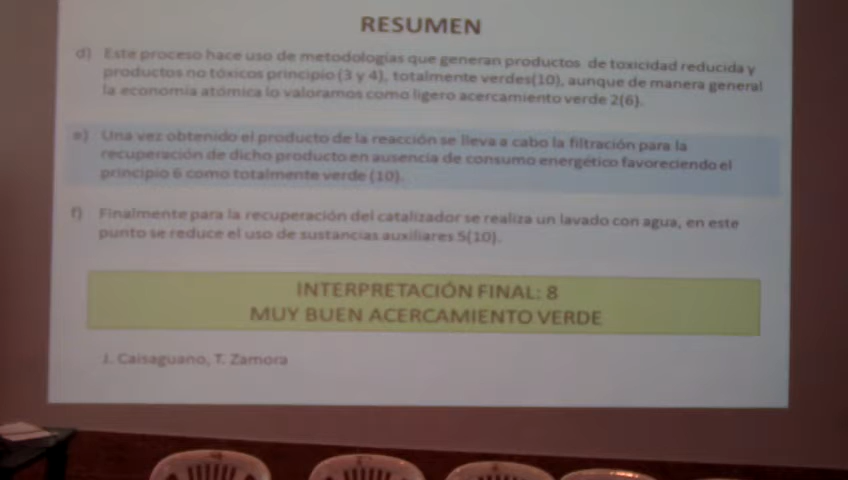 RESUMEN
d) Este proceso hace uso de metodologías que generan productos de toxicidad reducida y
productos no tóxicos principio (3 y 4), totalmente verdes(10), aunque de manera general
la economía atómica lo valoramos como ligero acercamiento verde 2(6).
e) Una vez obtenido el producto de la reacción se lleva a cabo la filtración para la
recuperación de dicho producto en ausencia de consumo energético favoreciendo el
principio 6 como totalmente verde (10).
f) Finalmente para la recuperación del catalizador se realiza un lavado con agua, en este
punto se reduce el uso de sustancias auxiliares 5(10).
INTERPRETACIÓN FINAL: 8
MUY BUEN ACERCAMIENTO VERDE
J. Caisaguano, T. Zamora